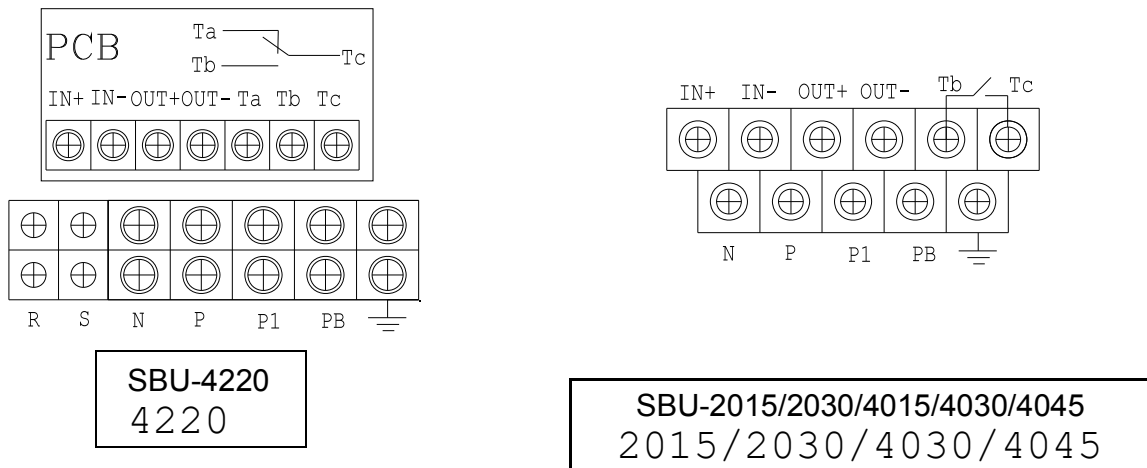 PCB
Ta
Tb
Tc
IN+ IN- OUT+ OUT- Ta Tb Tc
R S N P P1 PB
SBU-4220
4220
IN+ IN- OUT+ OUT- Tb Tc
N P P1 PB
SBU-2015/2030/4015/4030/4045
2015/2030/4030/4045